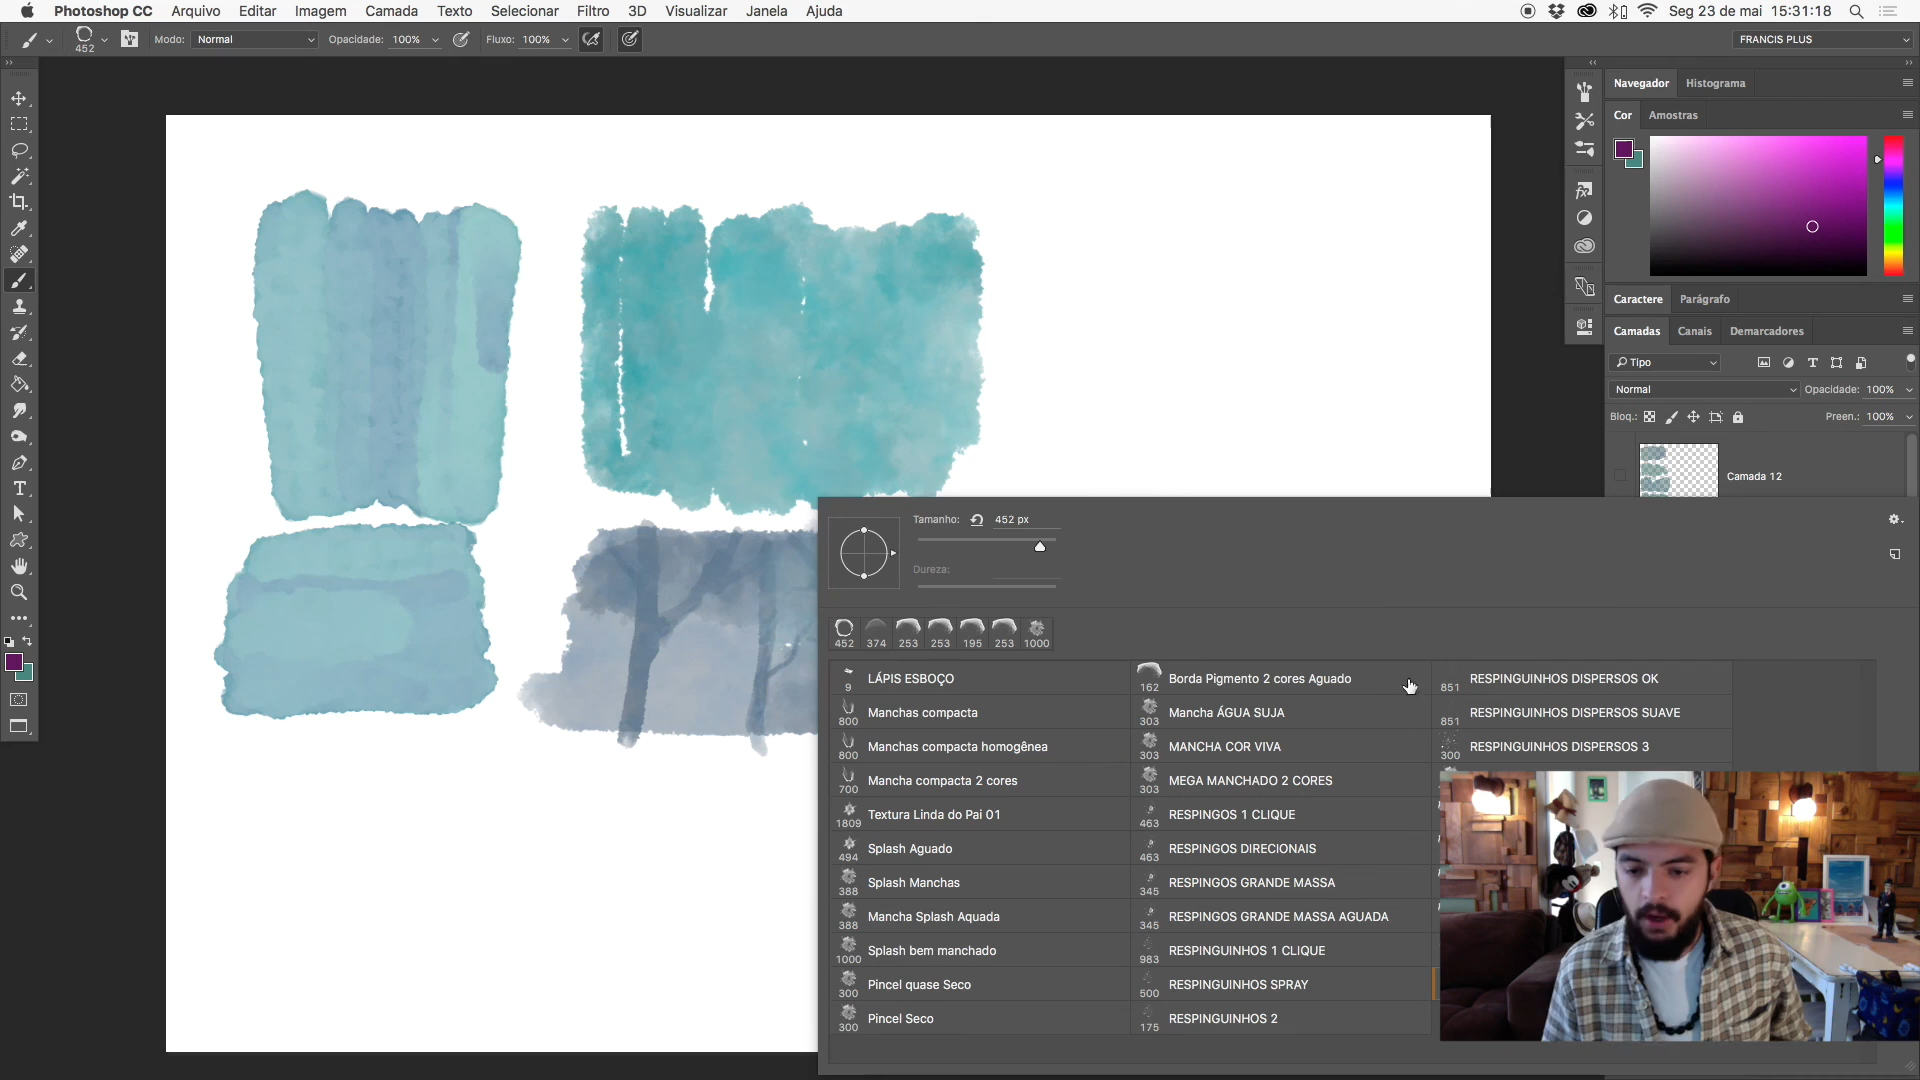 Photoshop CC Arquivo Editar Imagem Camada Texto Selecionar Filtro 3D Visualizar Janela Ajuda Seg 23 de mai 15:31:18
452 Modo: Normal Opacidade: 100% Fluxo: 100% FRANCIS PLUS
Navegador Histograma
Cor Amostras
Caractere Parágrafo
Camadas Canais Demarcadores
Tipo
Normal Opacidade: 100%
Bloq.: Preen.: 100%
Camada 12
Tamanho: 452 px
Dureza:
452 374 253 253 195 253 1000
9 LÁPIS ESBOÇO
800 Manchas compacta
800 Manchas compacta homogênea
700 Mancha compacta 2 cores
1809 Textura Linda do Pai 01
494 Splash Aguado
388 Splash Manchas
388 Mancha Splash Aquada
1000 Splash bem manchado
300 Pincel quase Seco
300 Pincel Seco
162 Borda Pigmento 2 cores Aguado
303 Mancha ÁGUA SUJA
303 MANCHA COR VIVA
303 MEGA MANCHADO 2 CORES
463 RESPINGOS 1 CLIQUE
463 RESPINGOS DIRECIONAIS
345 RESPINGOS GRANDE MASSA
345 RESPINGOS GRANDE MASSA AGUADA
983 RESPINGUINHOS 1 CLIQUE
500 RESPINGUINHOS SPRAY
175 RESPINGUINHOS 2
851 RESPINGUINHOS DISPERSOS OK
851 RESPINGUINHOS DISPERSOS SUAVE
300 RESPINGUINHOS DISPERSOS 3